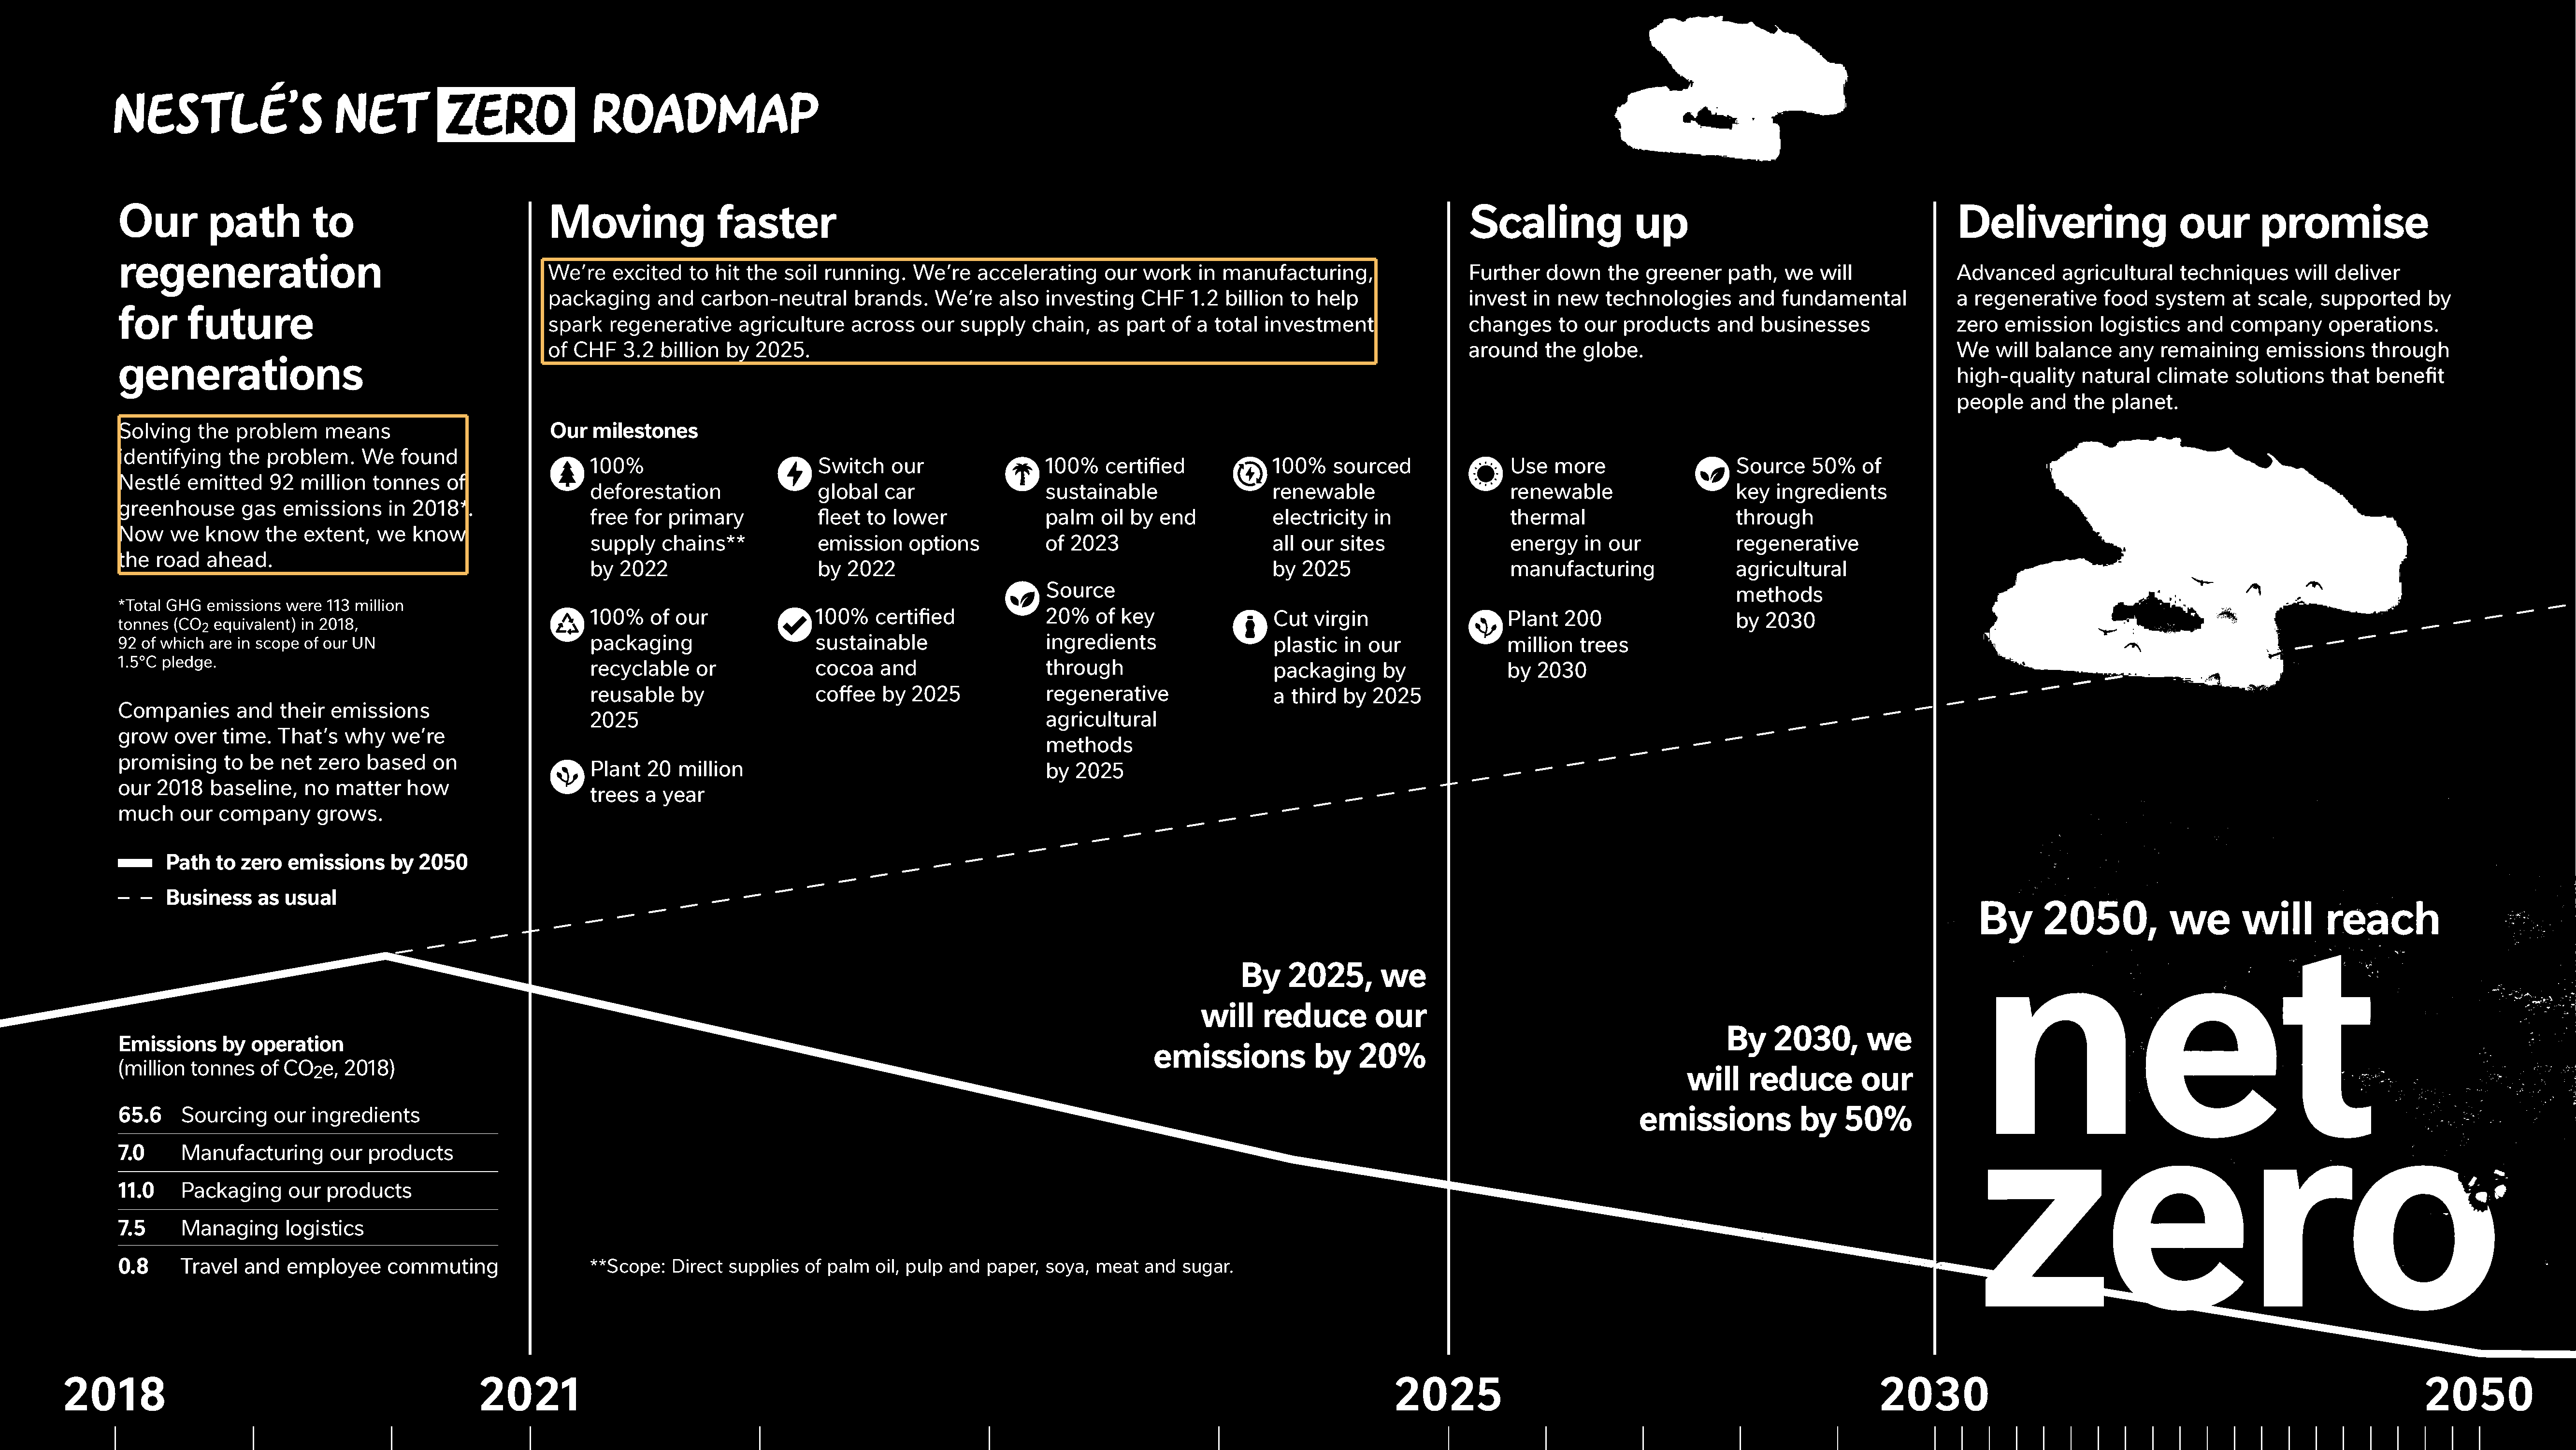 NESTLÉ’S NET ZERO ROADMAP
Our path to
regeneration
for future
generations
Solving the problem means
identifying the problem. We found
Nestlé emitted 92 million tonnes of
greenhouse gas emissions in 2018*.
Now we know the extent, we know
the road ahead.
*Total GHG emissions were 113 million
tonnes (CO2 equivalent) in 2018,
92 of which are in scope of our UN
1.5°C pledge.
Companies and their emissions
grow over time. That’s why we’re
promising to be net zero based on
our 2018 baseline, no matter how
much our company grows.
Path to zero emissions by 2050
Business as usual
Emissions by operation
(million tonnes of CO2e, 2018)
65.6 Sourcing our ingredients
7.0 Manufacturing our products
11.0 Packaging our products
7.5 Managing logistics
0.8 Travel and employee commuting
Moving faster
We’re excited to hit the soil running. We’re accelerating our work in manufacturing,
packaging and carbon-neutral brands. We’re also investing CHF 1.2 billion to help
spark regenerative agriculture across our supply chain, as part of a total investment
of CHF 3.2 billion by 2025.
Our milestones
100%
deforestation
free for primary
supply chains**
by 2022
100% of our
packaging
recyclable or
reusable by
2025
Plant 20 million
trees a year
Switch our
global car
fleet to lower
emission options
by 2022
100% certified
sustainable
cocoa and
coffee by 2025
100% certified
sustainable
palm oil by end
of 2023
Source
20% of key
ingredients
through
regenerative
agricultural
methods
by 2025
100% sourced
renewable
electricity in
all our sites
by 2025
Cut virgin
plastic in our
packaging by
a third by 2025
By 2025, we
will reduce our
emissions by 20%
**Scope: Direct supplies of palm oil, pulp and paper, soya, meat and sugar.
Scaling up
Further down the greener path, we will
invest in new technologies and fundamental
changes to our products and businesses
around the globe.
Use more
renewable
thermal
energy in our
manufacturing
Plant 200
million trees
by 2030
Source 50% of
key ingredients
through
regenerative
agricultural
methods
by 2030
By 2030, we
will reduce our
emissions by 50%
Delivering our promise
Advanced agricultural techniques will deliver
a regenerative food system at scale, supported by
zero emission logistics and company operations.
We will balance any remaining emissions through
high-quality natural climate solutions that benefit
people and the planet.
By 2050, we will reach
net
zero
2018 2021 2025 2030 2050